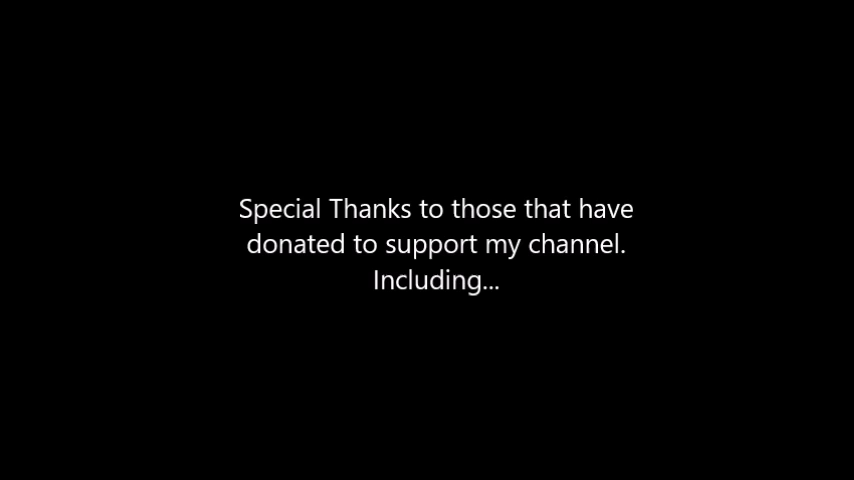 Special Thanks to those that have
donated to support my channel.
Including...